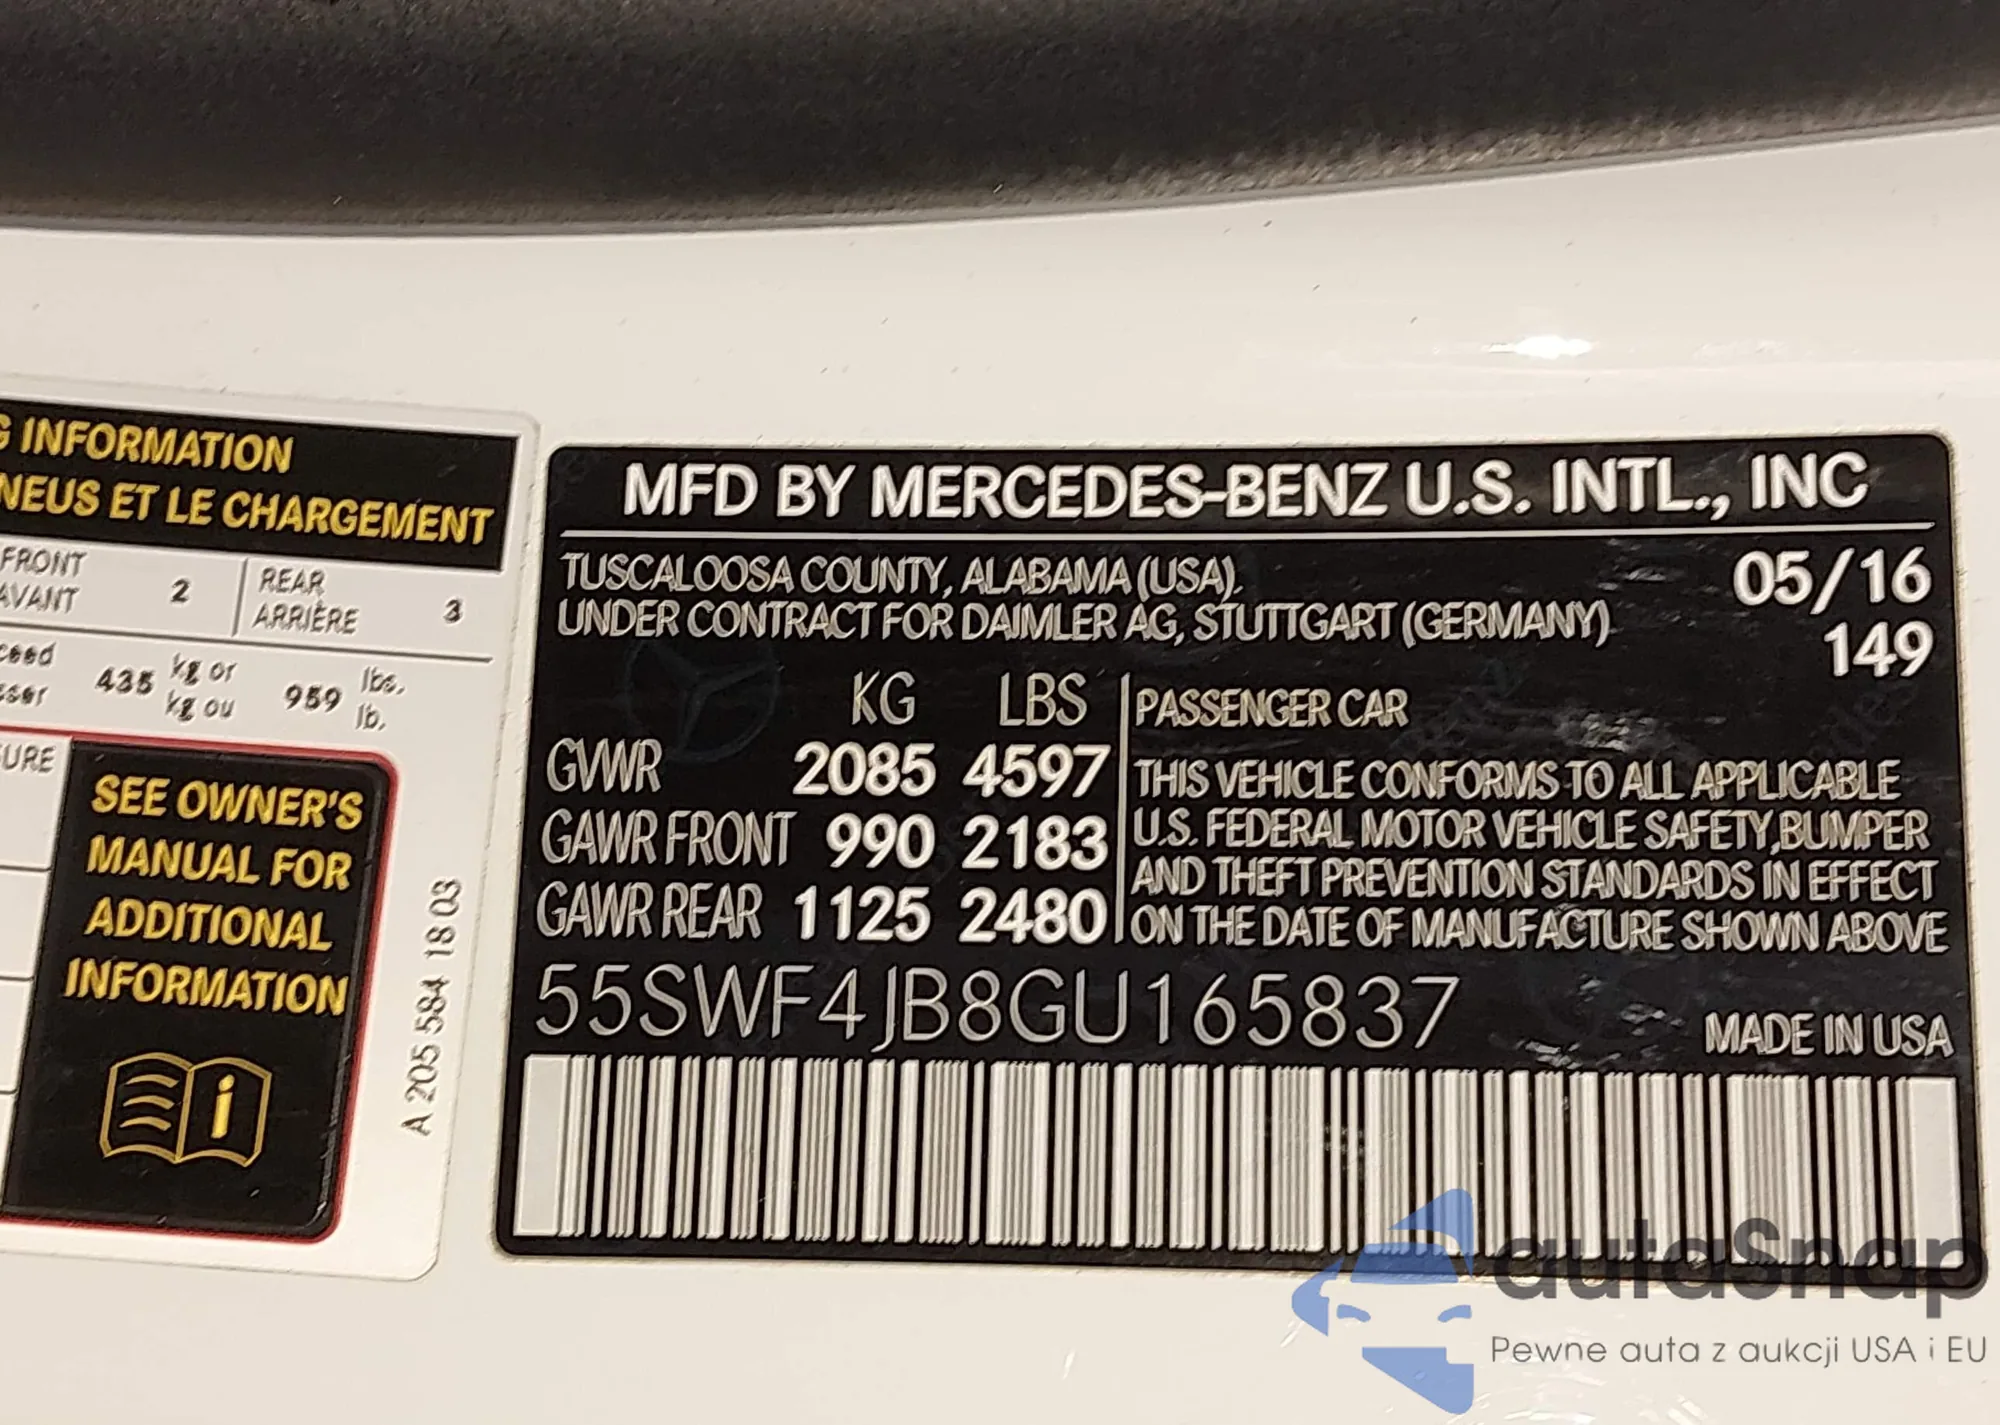 G INFORMATION
NEUS ET LE CHARGEMENT
FRONT
AVANT
2
REAR
ARRIÈRE
3
435
kg or
kg ou
959
lbs.
lb.
URE
SEE OWNER'S
MANUAL FOR
ADDITIONAL
INFORMATION
i
A 205 584 18 03
MFD BY MERCEDES-BENZ U.S. INTL., INC
TUSCALOOSA COUNTY, ALABAMA (USA).
05/16
UNDER CONTRACT FOR DAIMLER AG, STUTTGART (GERMANY)
149
KG LBS
PASSENGER CAR
GVWR 2085 4597
GAWR FRONT 990 2183
GAWR REAR 1125 2480
THIS VEHICLE CONFORMS TO ALL APPLICABLE
U.S. FEDERAL MOTOR VEHICLE SAFETY,BUMPER
AND THEFT PREVENTION STANDARDS IN EFFECT
ON THE DATE OF MANUFACTURE SHOWN ABOVE
55SWF4JB8GU165837
MADE IN USA
autaSnap
Pewne auta z aukcji USA i EU